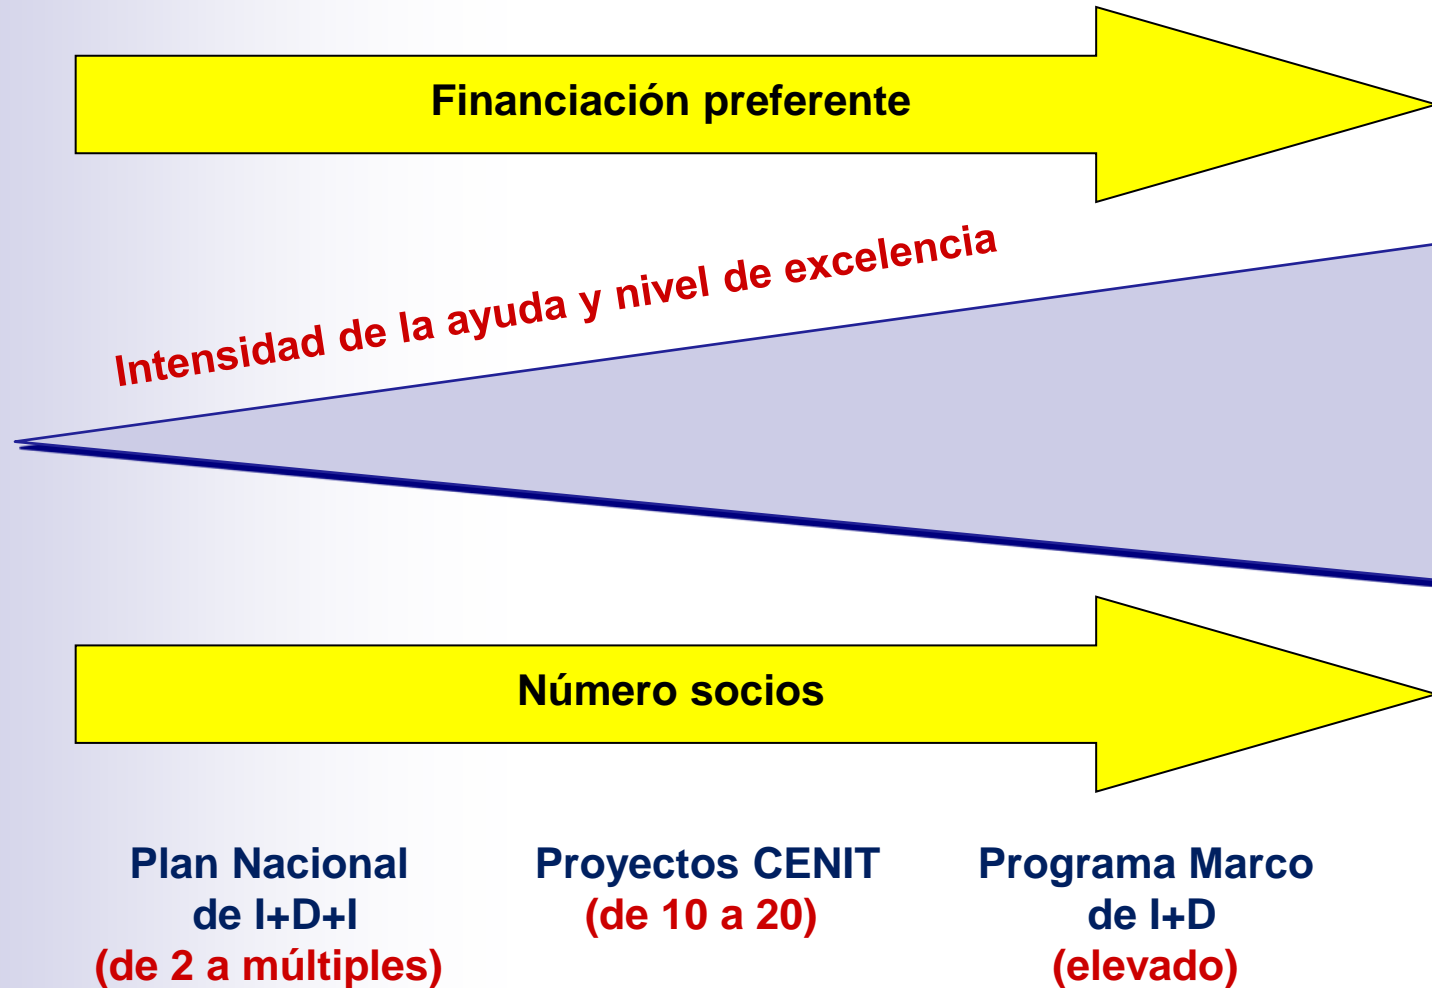 Financiación preferente
Intensidad de la ayuda y nivel de excelencia
Número socios
Plan Nacional
de I+D+I
(de 2 a múltiples)
Proyectos CENIT
(de 10 a 20)
Programa Marco
de I+D
(elevado)